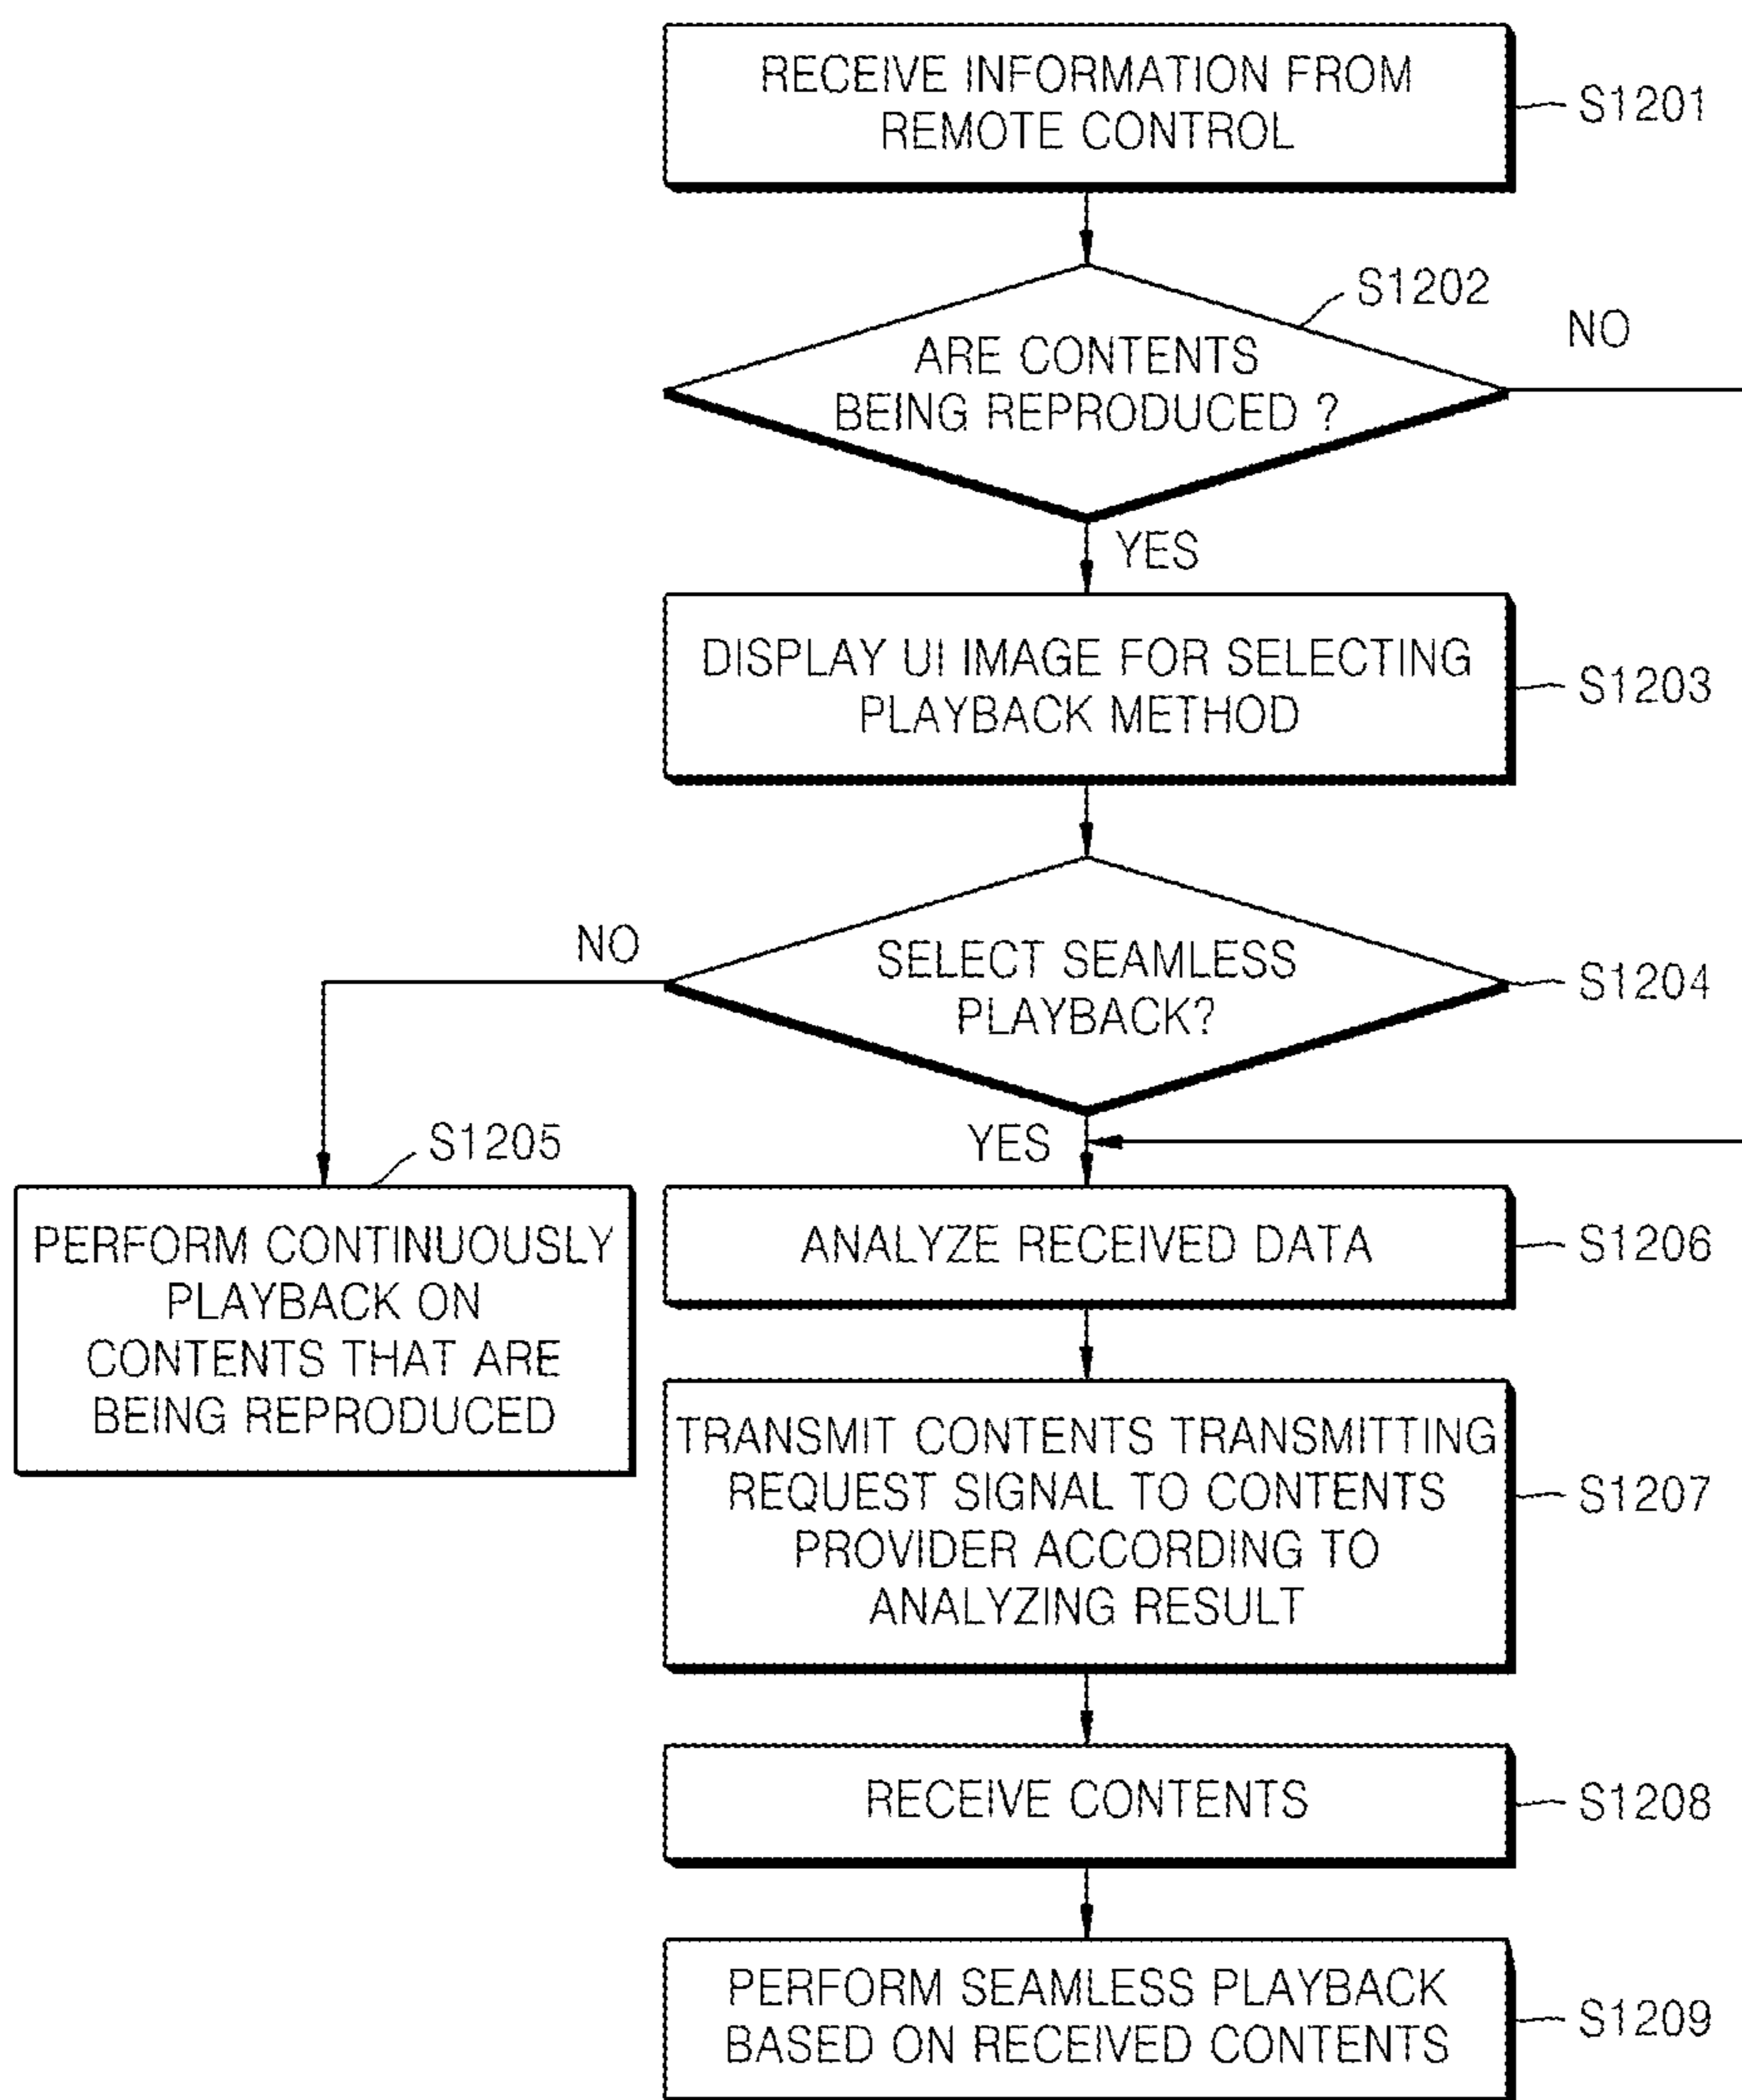 RECEIVE INFORMATION FROM
REMOTE CONTROL
S1201
S1202
NO
ARE CONTENTS
BEING REPRODUCED ?
YES
DISPLAY UI IMAGE FOR SELECTING
PLAYBACK METHOD
S1203
NO
SELECT SEAMLESS
PLAYBACK?
S1204
YES
S1205
PERFORM CONTINUOUSLY
PLAYBACK ON
CONTENTS THAT ARE
BEING REPRODUCED
ANALYZE RECEIVED DATA
S1206
TRANSMIT CONTENTS TRANSMITTING
REQUEST SIGNAL TO CONTENTS
PROVIDER ACCORDING TO
ANALYZING RESULT
S1207
RECEIVE CONTENTS
S1208
PERFORM SEAMLESS PLAYBACK
BASED ON RECEIVED CONTENTS
S1209